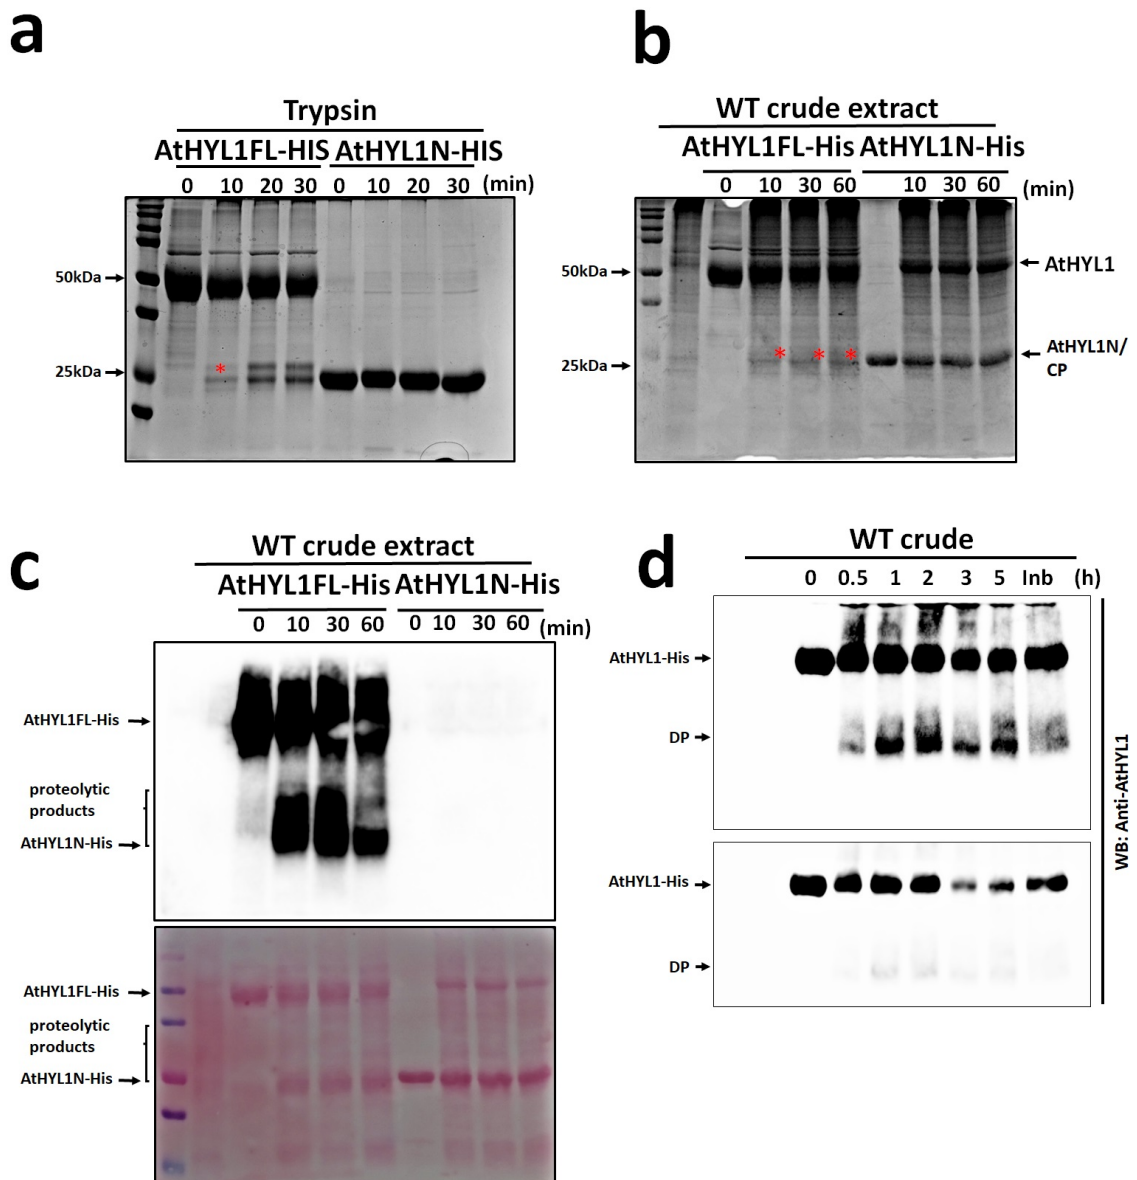 a
Trypsin
AtHYL1FL-HIS AtHYL1N-HIS
0 10 20 30 0 10 20 30 (min)
50kDa
*
25kDa
b
WT crude extract
AtHYL1FL-His AtHYL1N-His
0 10 30 60 10 30 60 (min)
50kDa
AtHYL1
* * *
25kDa
AtHYL1N/
CP
c
WT crude extract
AtHYL1FL-His AtHYL1N-His
0 10 30 60 0 10 30 60 (min)
AtHYL1FL-His
proteolytic
products
AtHYL1N-His
AtHYL1FL-His
proteolytic
products
AtHYL1N-His
d
WT crude
0 0.5 1 2 3 5 Inb (h)
AtHYL1-His
DP
AtHYL1-His
DP
WB: Anti-AtHYL1